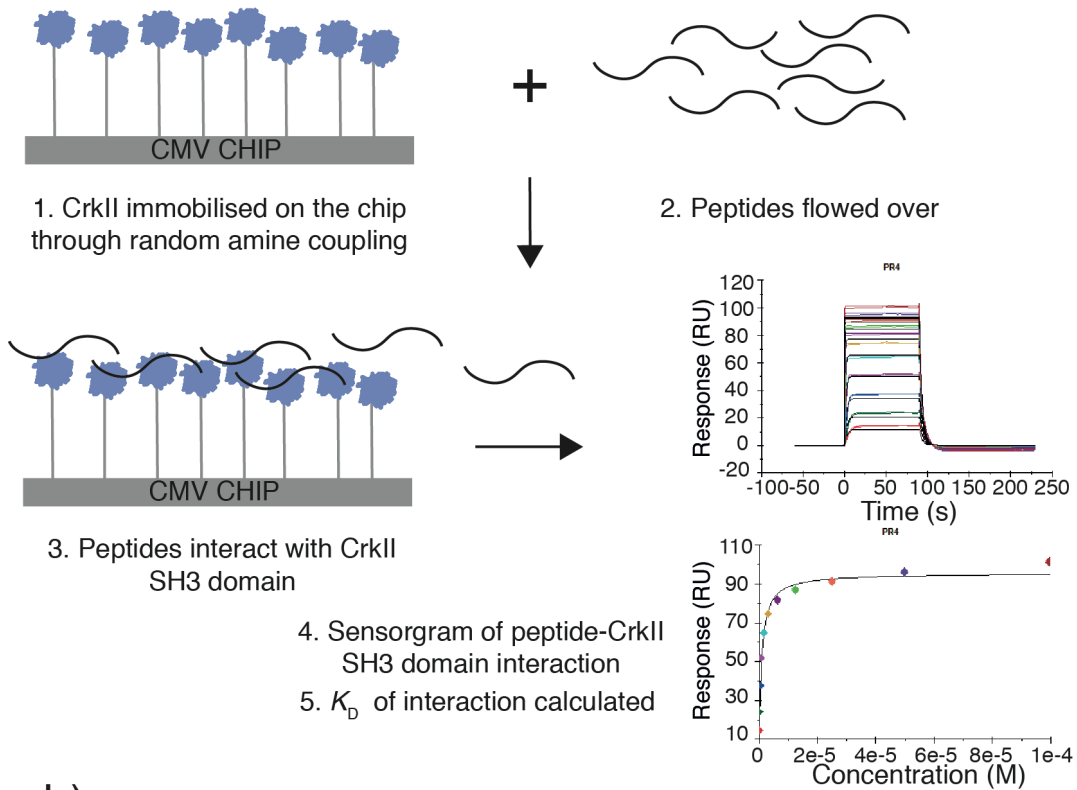 CMV CHIP
+
1. CrkII immobilised on the chip
through random amine coupling
2. Peptides flowed over
CMV CHIP
3. Peptides interact with CrkII
SH3 domain
PR4
Response (RU)
120
100
80
60
40
20
0
-20
-100-50 0 50 100 150 200 250
Time (s)
4. Sensorgram of peptide-CrkII
SH3 domain interaction
5. KD of interaction calculated
PR4
Response (RU)
110
90
70
50
30
10
0 2e-5 4e-5 6e-5 8e-5 1e-4
Concentration (M)